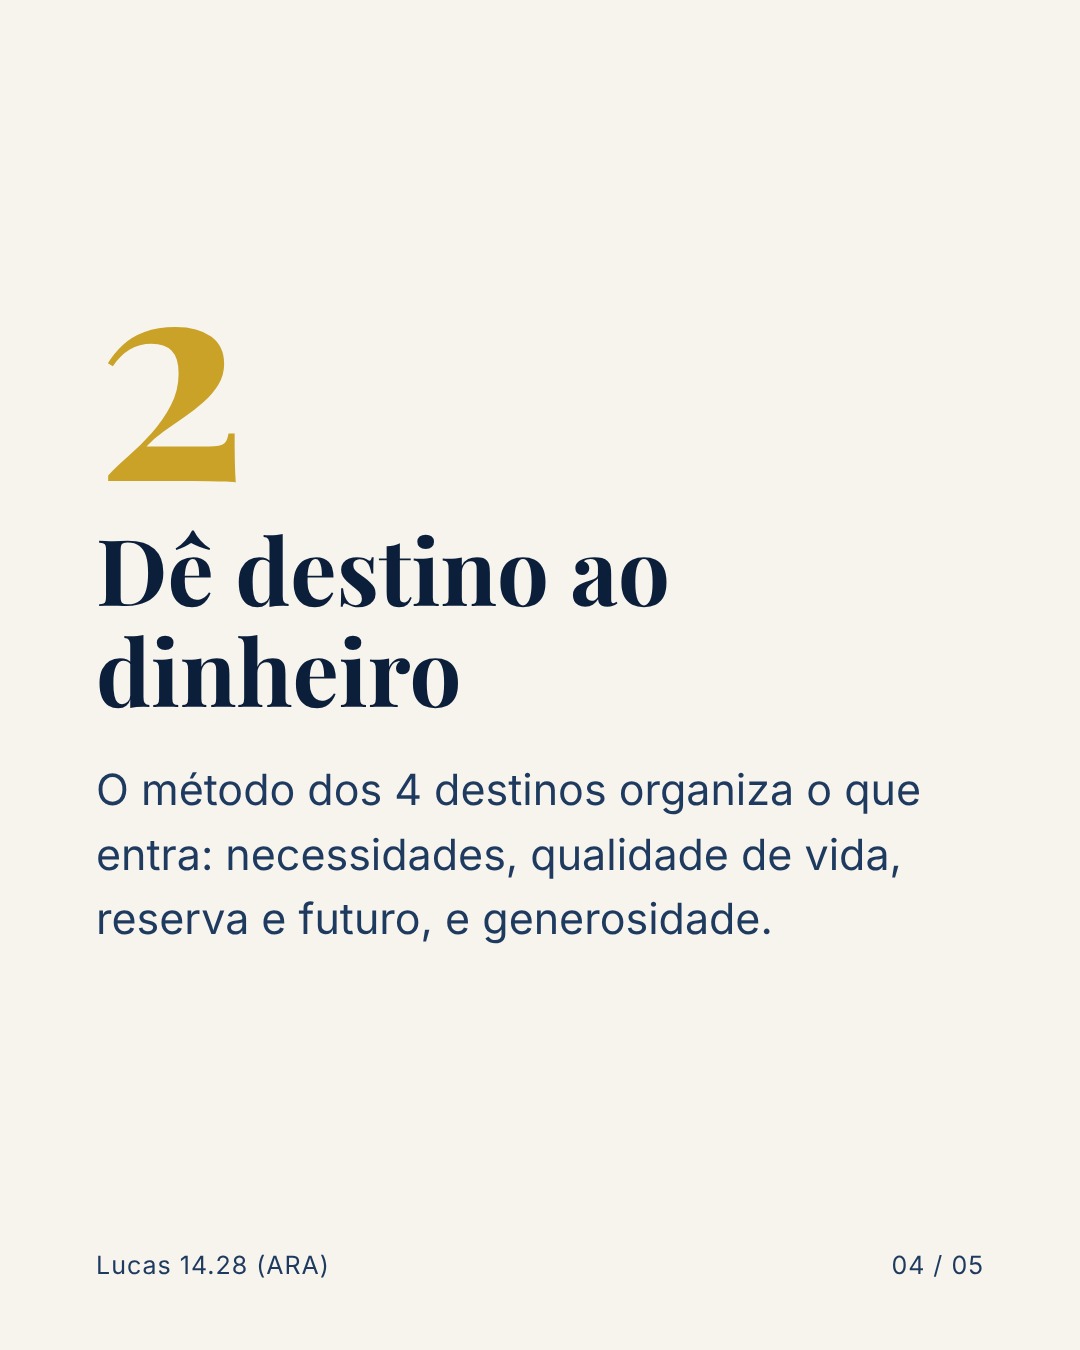 2
Dê destino ao
dinheiro
O método dos 4 destinos organiza o que
entra: necessidades, qualidade de vida,
reserva e futuro, e generosidade.
Lucas 14.28 (ARA)
04 / 05